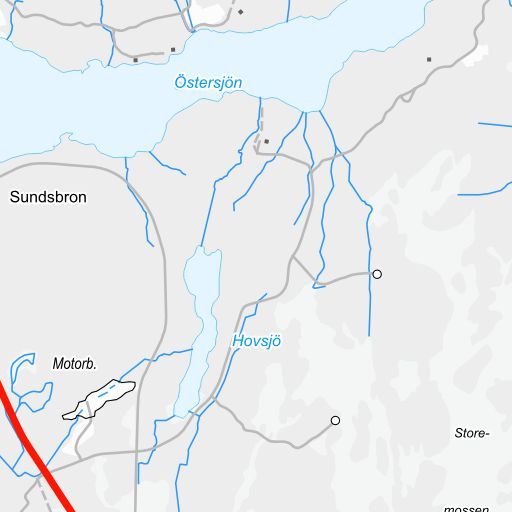 Östersjön
Sundsbron
Hovsjö
Motorb.
Store-
mossen